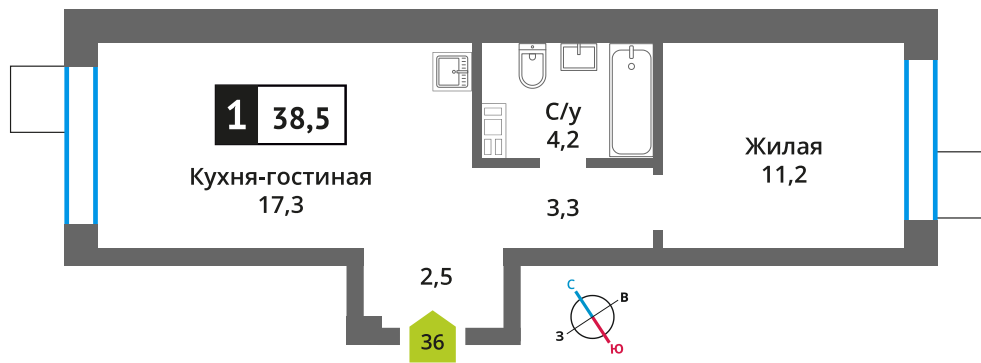 1 38,5
Кухня-гостиная
17,3
С/у
4,2
Жилая
11,2
3,3
2,5
36
С
В
З
Ю